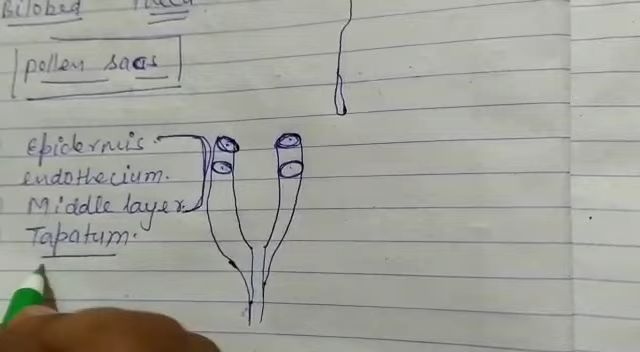 Bilobed
pollen sacs
Epidermis.
endothecium.
Middle layer.
Tapatum.